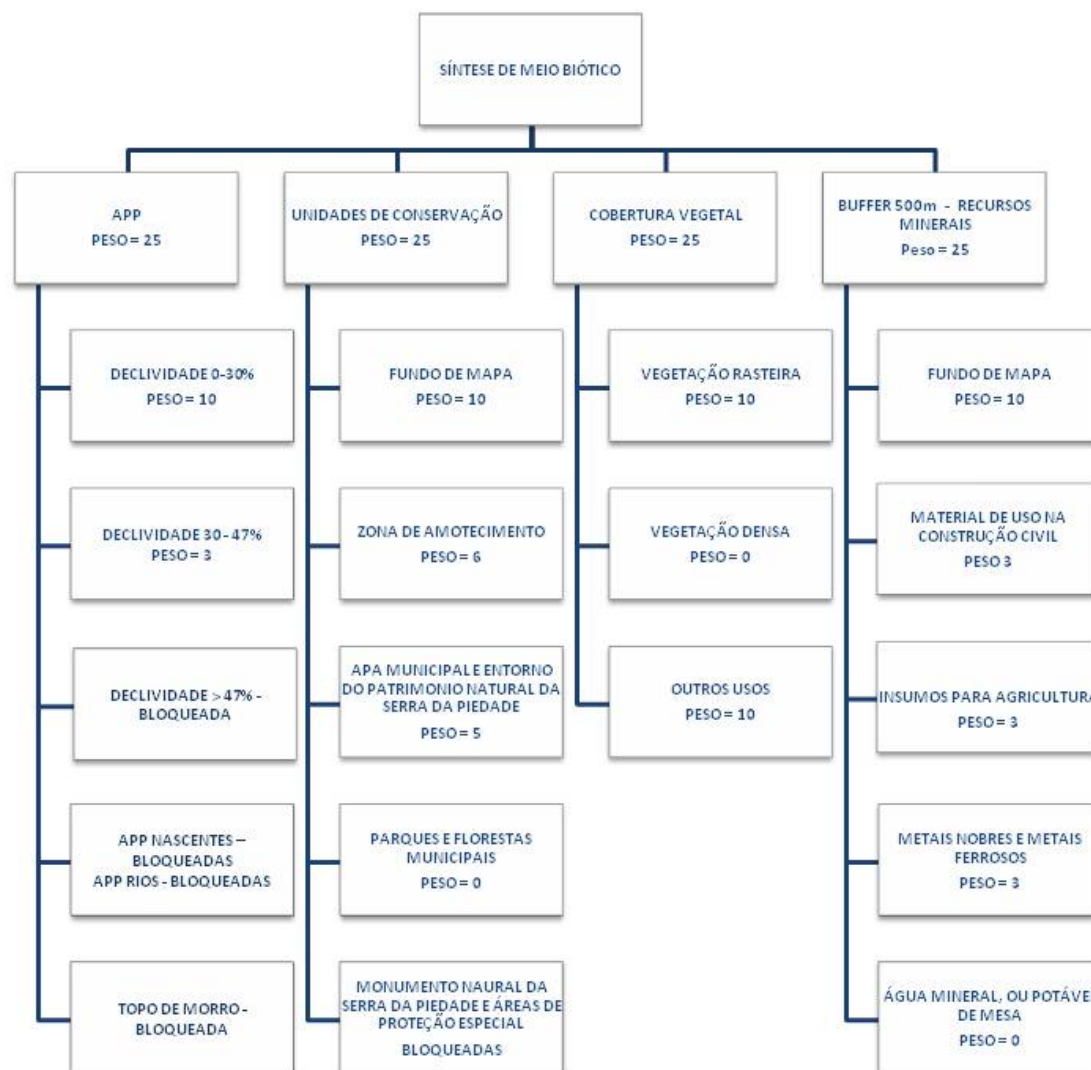 SÍNTESE DE MEIO BIÓTICO
APP
PESO = 25
DECLIVIDADE 0-30%
PESO = 10
DECLIVIDADE 30 - 47%
PESO = 3
DECLIVIDADE > 47% -
BLOQUEADA
APP NASCENTES –
BLOQUEADAS
APP RIOS - BLOQUEADAS
TOPO DE MORRO -
BLOQUEADA
UNIDADES DE CONSERVAÇÃO
PESO = 25
FUNDO DE MAPA
PESO = 10
ZONA DE AMOTECIMENTO
PESO = 6
APA MUNICIPAL E ENTORNO
DO PATRIMONIO NATURAL DA
SERRA DA PIEDADE
PESO = 5
PARQUES E FLORESTAS
MUNICIPAIS
PESO = 0
MONUMENTO NAURAL DA
SERRA DA PIEDADE E ÁREAS DE
PROTEÇÃO ESPECIAL
BLOQUEADAS
COBERTURA VEGETAL
PESO = 25
VEGETAÇÃO RASTEIRA
PESO = 10
VEGETAÇÃO DENSA
PESO = 0
OUTROS USOS
PESO = 10
BUFFER 500m - RECURSOS
MINERAIS
Peso = 25
FUNDO DE MAPA
PESO = 10
MATERIAL DE USO NA
CONSTRUÇÃO CIVIL
PESO 3
INSUMOS PARA AGRICULTURA
PESO = 3
METAIS NOBRES E METAIS
FERROSOS
PESO = 3
ÁGUA MINERAL, OU POTÁVE
DE MESA
PESO = 0